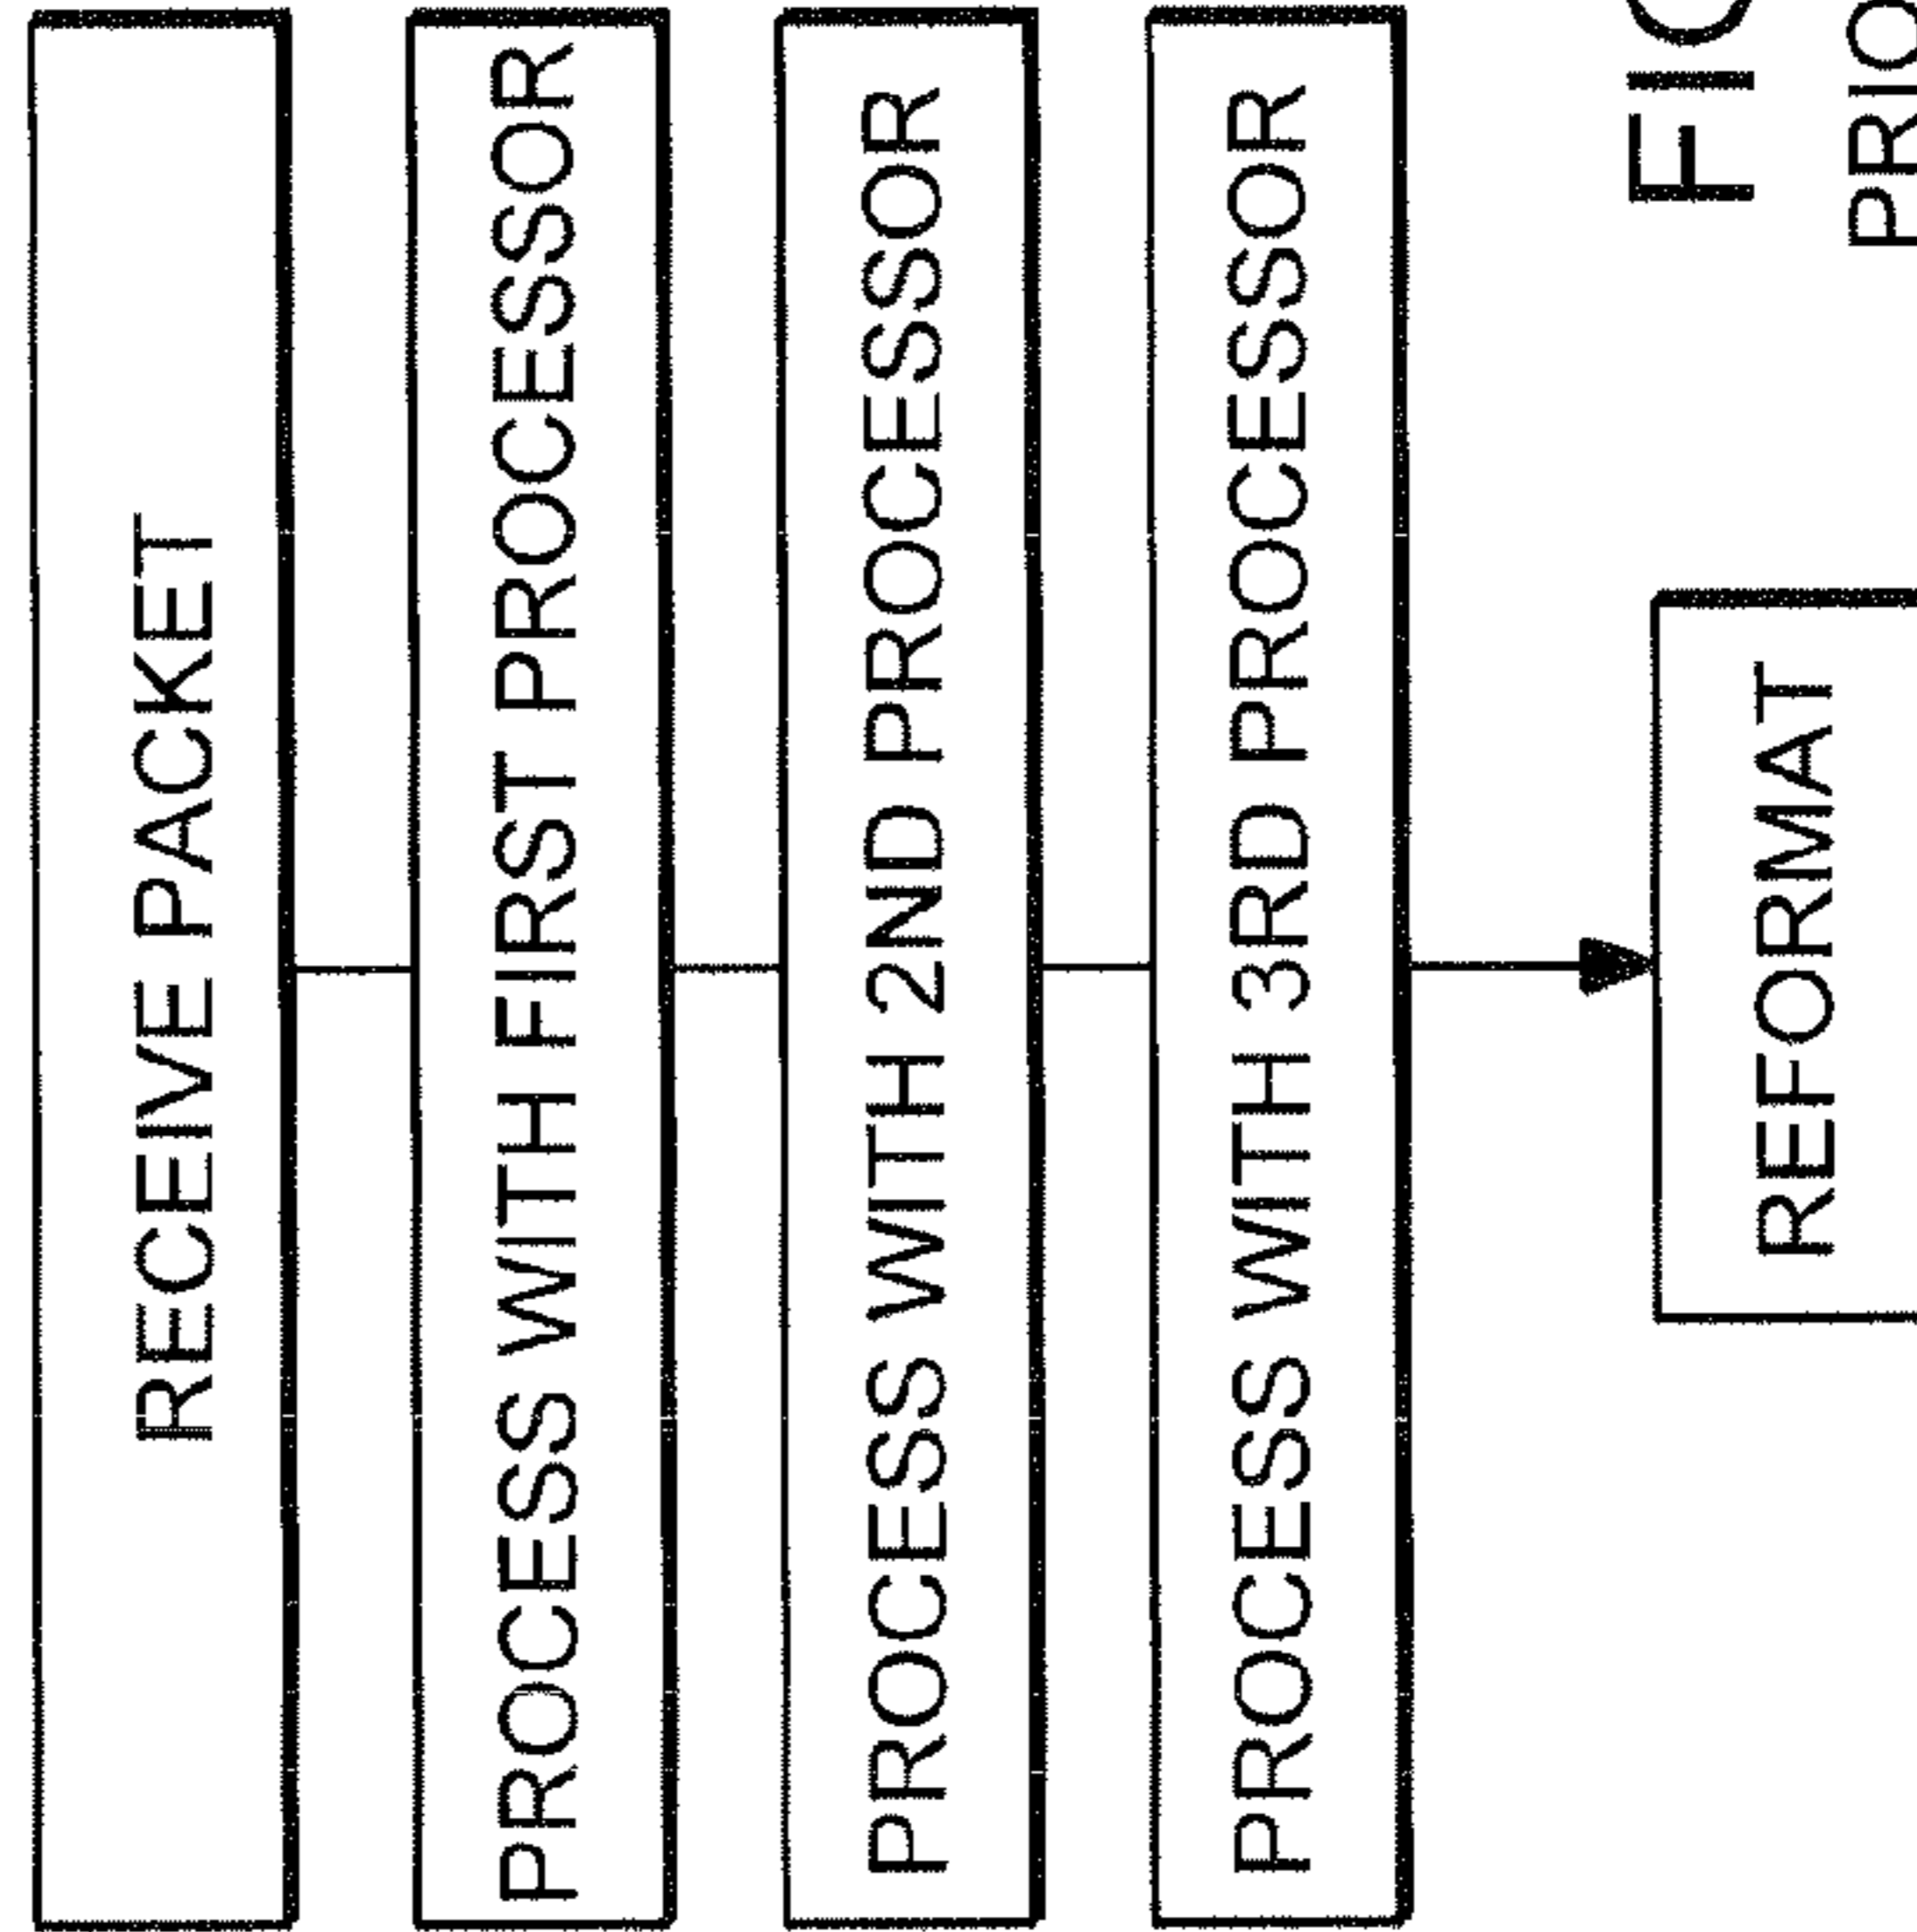 RECEIVE PACKET
PROCESS WITH FIRST PROCESSOR
PROCESS WITH 2ND PROCESSOR
PROCESS WITH 3RD PROCESSOR
REFORMAT